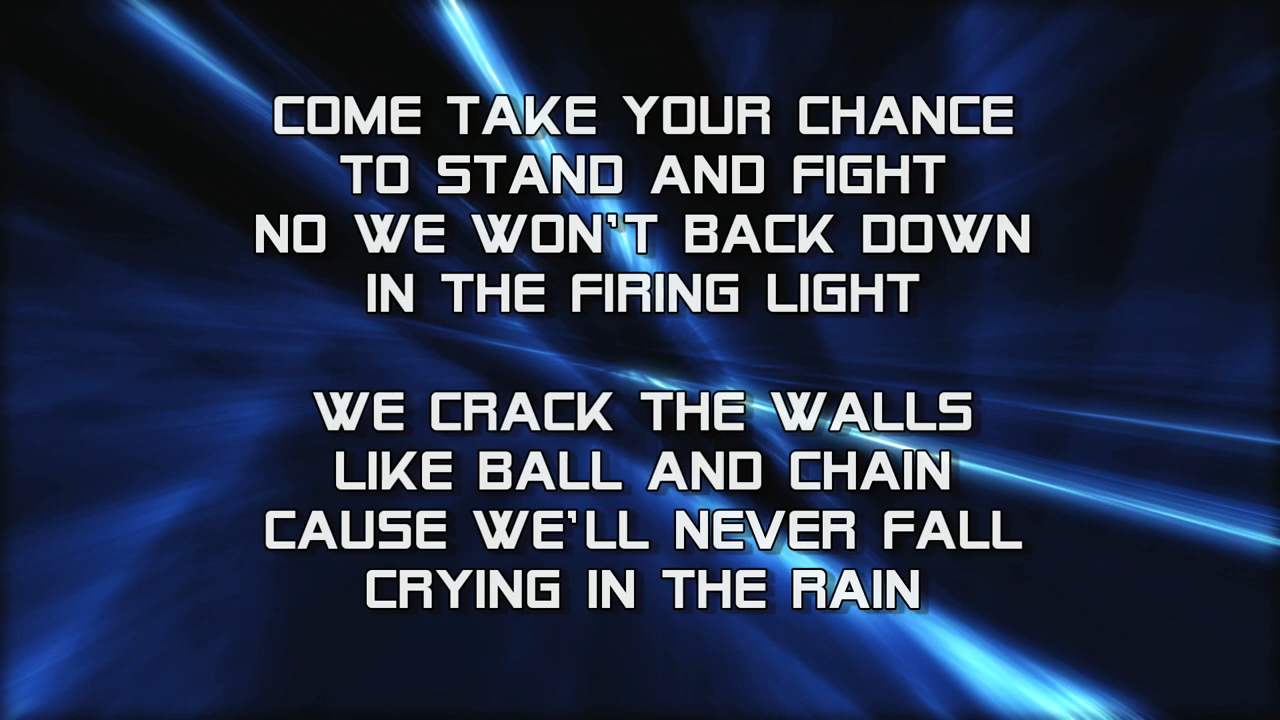 COME TAKE YOUR CHANCE
TO STAND AND FIGHT
NO WE WON'T BACK DOWN
IN THE FIRING LIGHT
WE CRACK THE WALLS
LIKE BALL AND CHAIN
CAUSE WE'LL NEVER FALL
CRYING IN THE RAIN